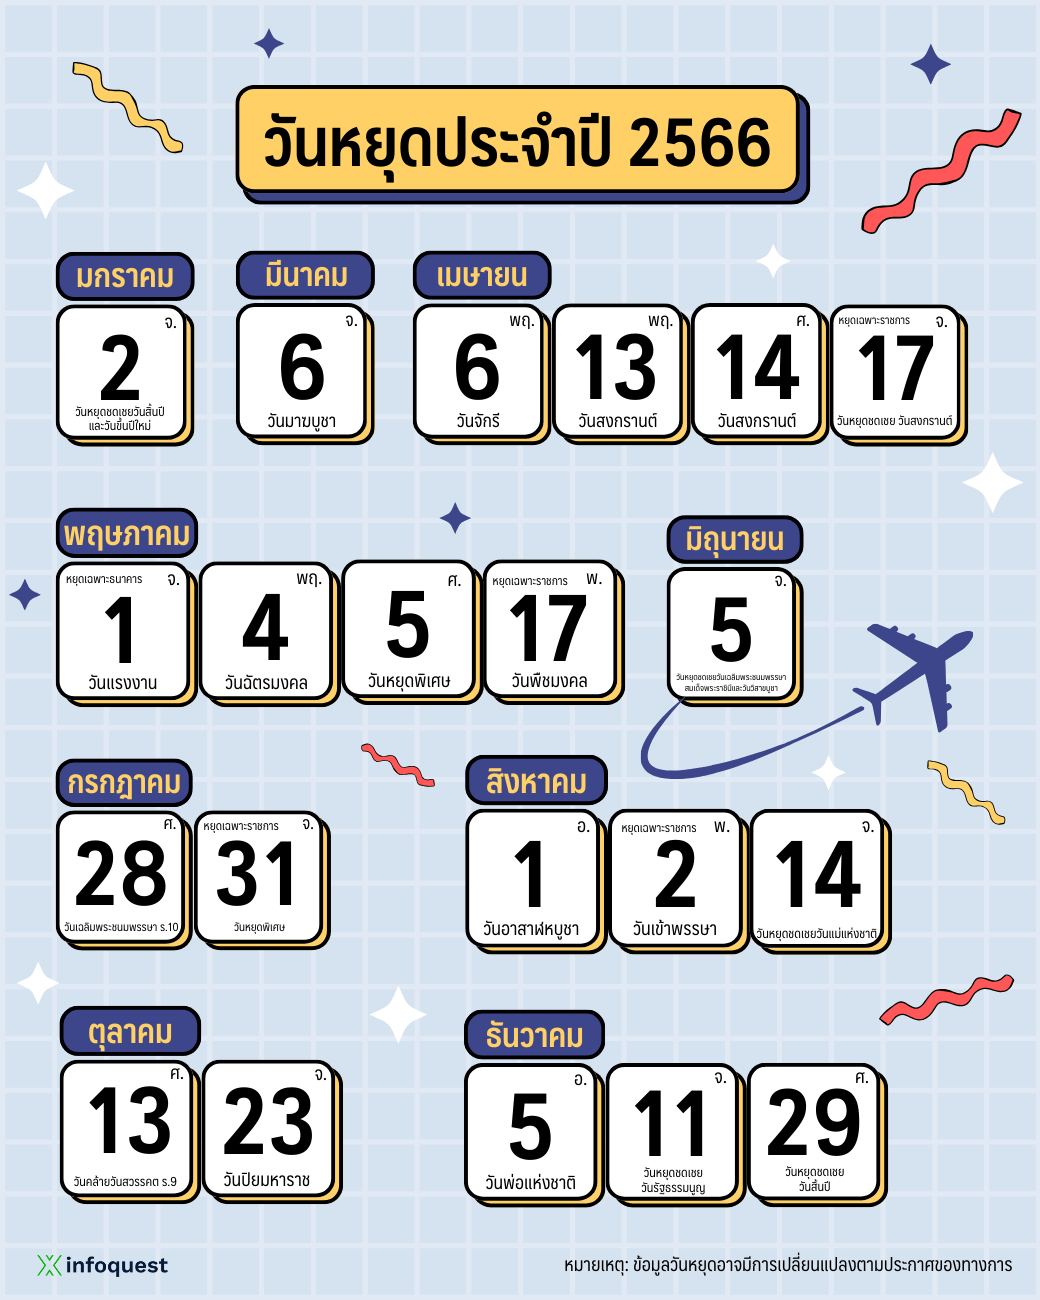 วันหยุดประจำปี 2566
มกราคม
จ.
2
วันหยุดชดเชยวันสิ้นปี
และวันขึ้นปีใหม่
มีนาคม
จ.
6
วันมาฆบูชา
เมษายน
พฤ.
6
วันจักรี
พฤ.
13
วันสงกรานต์
ศ.
14
วันสงกรานต์
หยุดเฉพาะราชการ จ.
17
วันหยุดชดเชย วันสงกรานต์
พฤษภาคม
หยุดเฉพาะธนาคาร จ.
1
วันแรงงาน
พฤ.
4
วันฉัตรมงคล
ศ.
5
วันหยุดพิเศษ
หยุดเฉพาะราชการ พ.
17
วันพืชมงคล
มิถุนายน
จ.
5
วันหยุดชดเชยวันเฉลิมพระชนมพรรษา
สมเด็จพระราชินีและวันวิสาขบูชา
กรกฎาคม
ศ.
28
วันเฉลิมพระชนมพรรษา ร.10
หยุดเฉพาะราชการ จ.
31
วันหยุดพิเศษ
สิงหาคม
อ.
1
วันอาสาฬหบูชา
หยุดเฉพาะราชการ พ.
2
วันเข้าพรรษา
จ.
14
วันหยุดชดเชยวันแม่แห่งชาติ
ตุลาคม
ศ.
13
วันคล้ายวันสวรรคต ร.9
จ.
23
วันปิยมหาราช
ธันวาคม
อ.
5
วันพ่อแห่งชาติ
จ.
11
วันหยุดชดเชย
วันรัฐธรรมนูญ
ศ.
29
วันหยุดชดเชย
วันสิ้นปี
infoquest
หมายเหตุ: ข้อมูลวันหยุดอาจมีการเปลี่ยนแปลงตามประกาศของทางการ